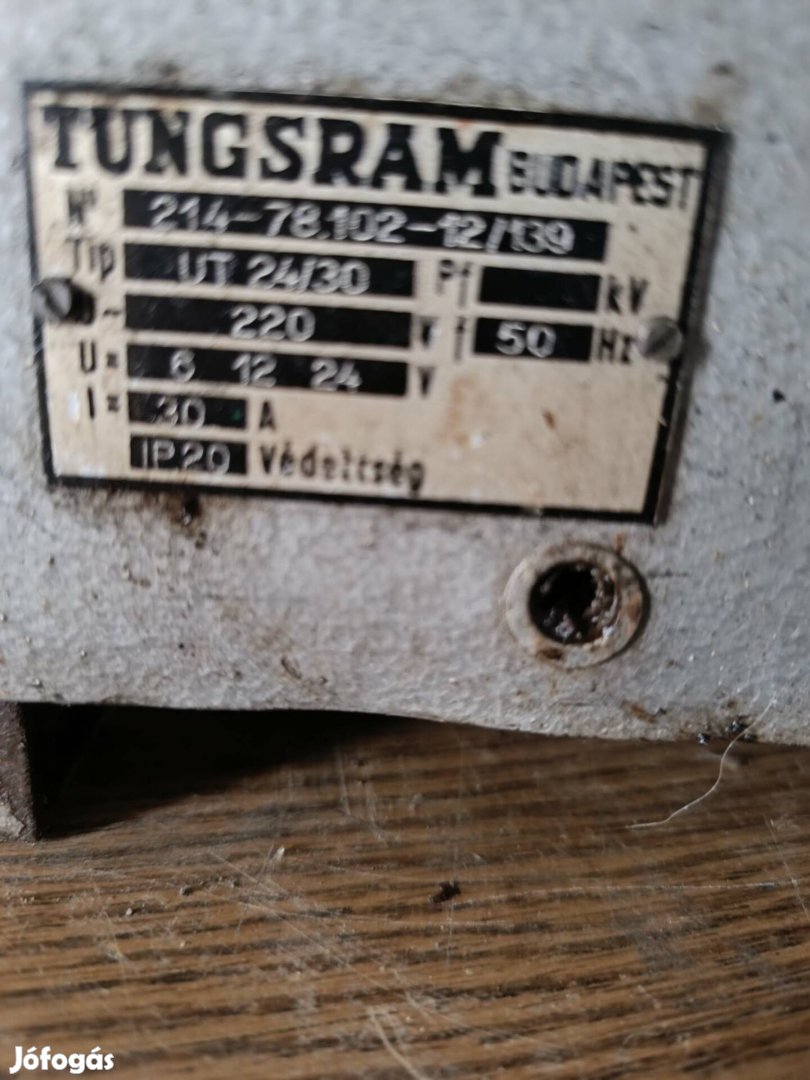 TUNGSRAM BUDAPEST
Nº 214-78.102-12/139
Tip UT 24/30 Pf kV
U~ 220 V f 50 Hz
U= 6 12 24 V
I= 30 A
IP20 Védeltség
Jófogás